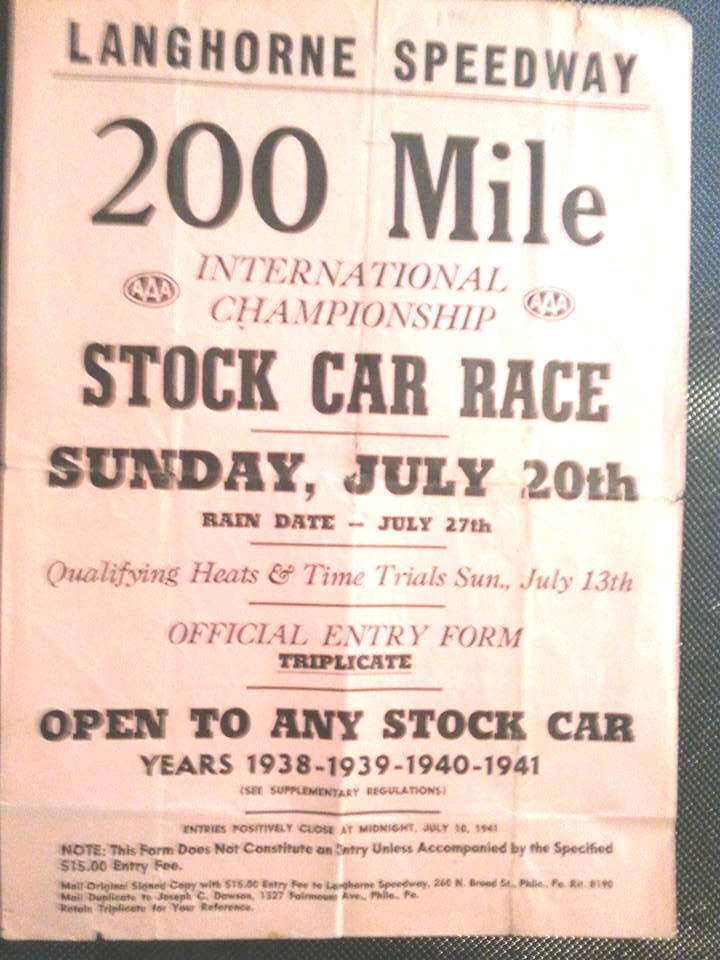 LANGHORNE SPEEDWAY
200 Mile
AAA INTERNATIONAL AAA
CHAMPIONSHIP
STOCK CAR RACE
SUNDAY, JULY 20th
RAIN DATE — JULY 27th
Qualifying Heats & Time Trials Sun., July 13th
OFFICIAL ENTRY FORM
TRIPLICATE
OPEN TO ANY STOCK CAR
YEARS 1938-1939-1940-1941
(SEE SUPPLEMENTARY REGULATIONS)
ENTRIES POSITIVELY CLOSE AT MIDNIGHT, JULY 10, 1941
NOTE: This Form Does Not Constitute an Entry Unless Accompanied by the Specified
$15.00 Entry Fee.
Mail Original Signed Copy with $15.00 Entry Fee to Langhorne Speedway, 260 N. Broad St., Phila., Pa. Rit. 8190
Mail Duplicate to Joseph C. Dawson, 1327 Fairmount Ave., Phila., Pa.
Retain Triplicate for Your Reference.